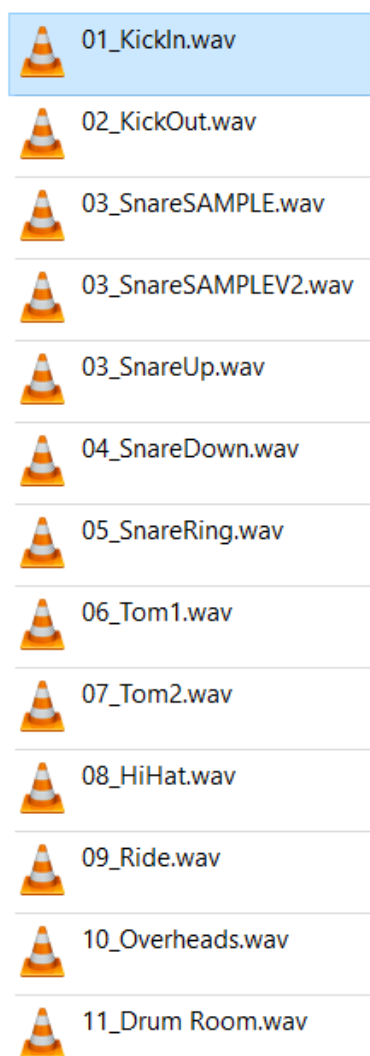 01_KickIn.wav
02_KickOut.wav
03_SnareSAMPLE.wav
03_SnareSAMPLEV2.wav
03_SnareUp.wav
04_SnareDown.wav
05_SnareRing.wav
06_Tom1.wav
07_Tom2.wav
08_HiHat.wav
09_Ride.wav
10_Overheads.wav
11_Drum Room.wav